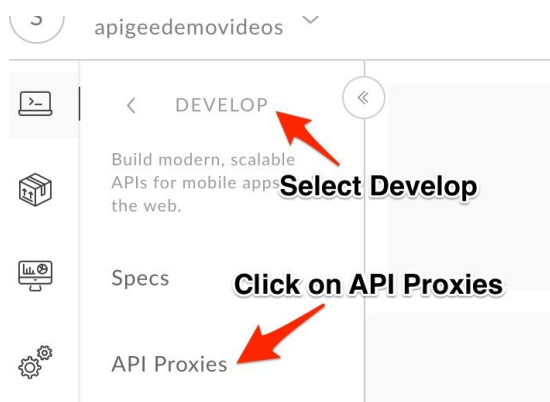 S
apigeedemovideos
DEVELOP
Build modern, scalable
APIs for mobile apps
the web.
Select Develop
Specs
Click on API Proxies
API Proxies